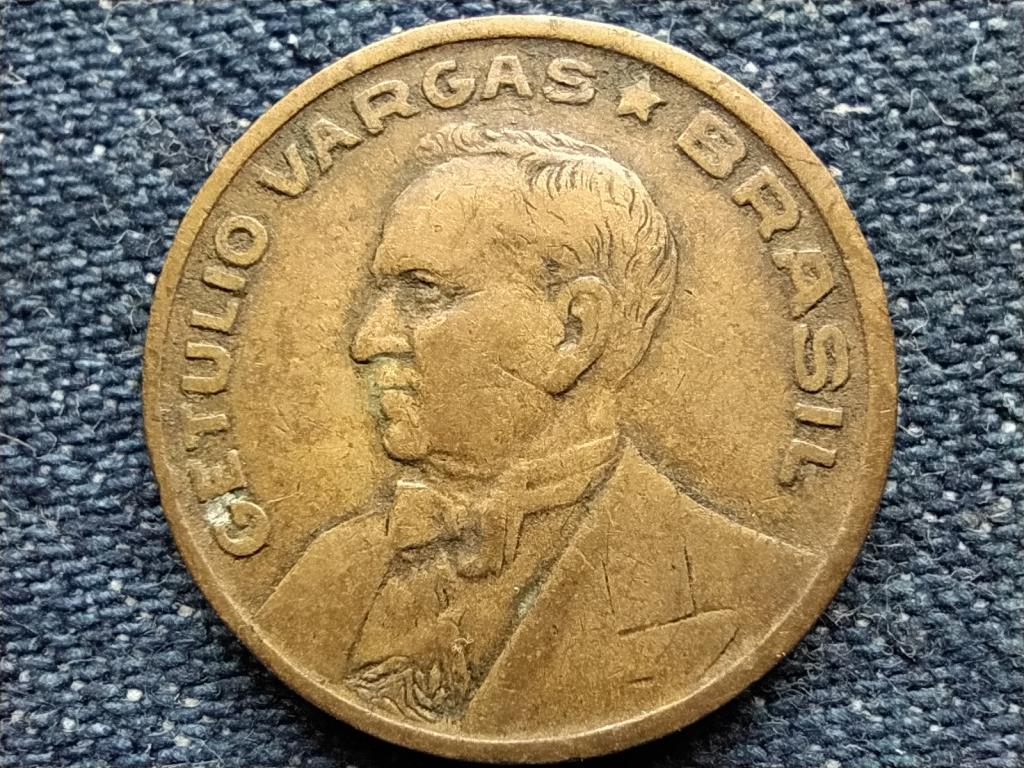 GETULIO VARGAS ★ BRASIL